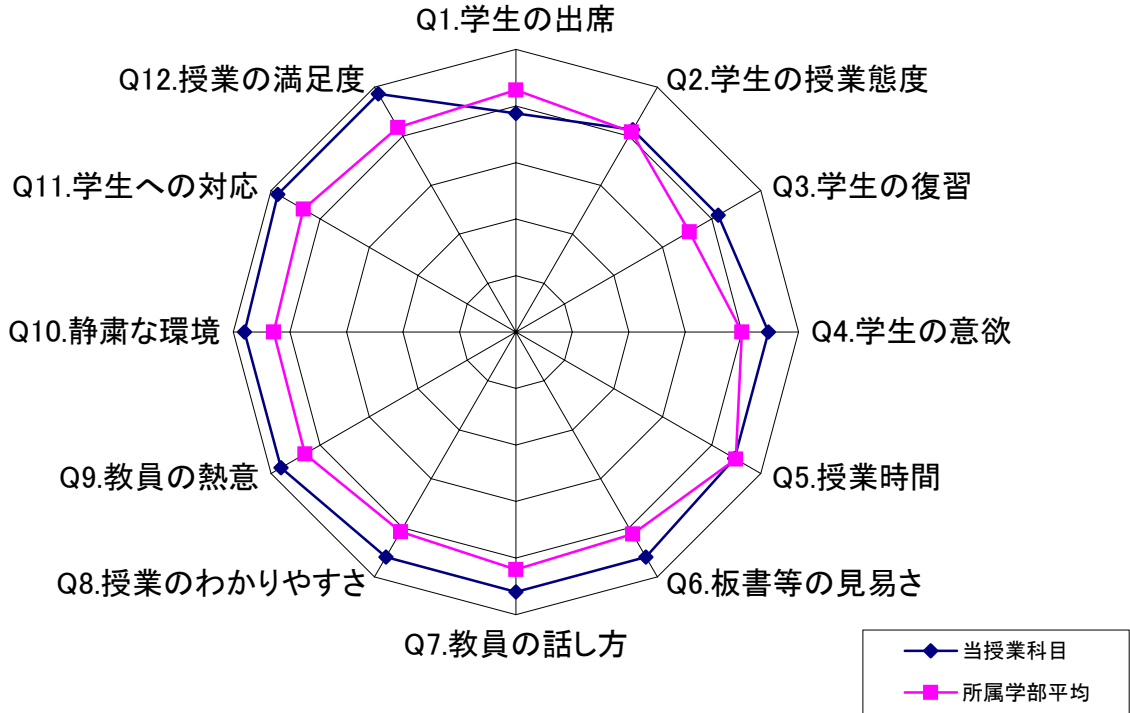 Q1.学生の出席
Q2.学生の授業態度
Q3.学生の復習
Q4.学生の意欲
Q5.授業時間
Q6.板書等の見易さ
Q7.教員の話し方
Q8.授業のわかりやすさ
Q9.教員の熱意
Q10.静粛な環境
Q11.学生への対応
Q12.授業の満足度
当授業科目
所属学部平均